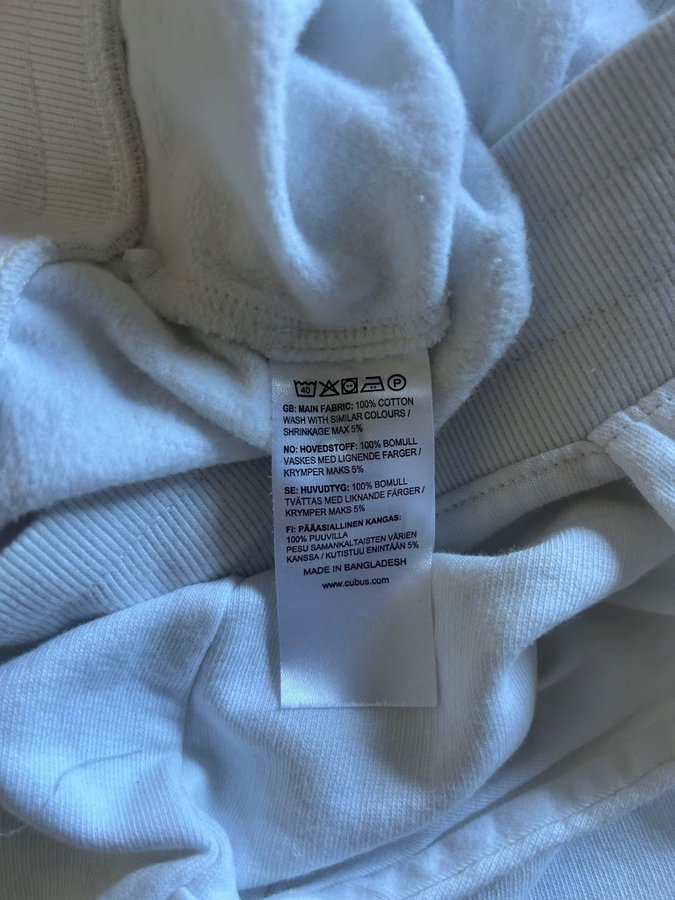 40 P
GB: MAIN FABRIC: 100% COTTON
WASH WITH SIMILAR COLOURS /
SHRINKAGE MAX 5%
NO: HOVEDSTOFF: 100% BOMULL
VASKES MED LIGNENDE FARGER /
KRYMPER MAKS 5%
SE: HUVUDTYG: 100% BOMULL
TVÄTTAS MED LIKNANDE FÄRGER /
KRYMPER MAKS 5%
FI: PÄÄASIALLINEN KANGAS:
100% PUUVILLA
PESU SAMANKALTAISTEN VÄRIEN
KANSSA / KUTISTUU ENINTÄÄN 5%
MADE IN BANGLADESH
www.cubus.com